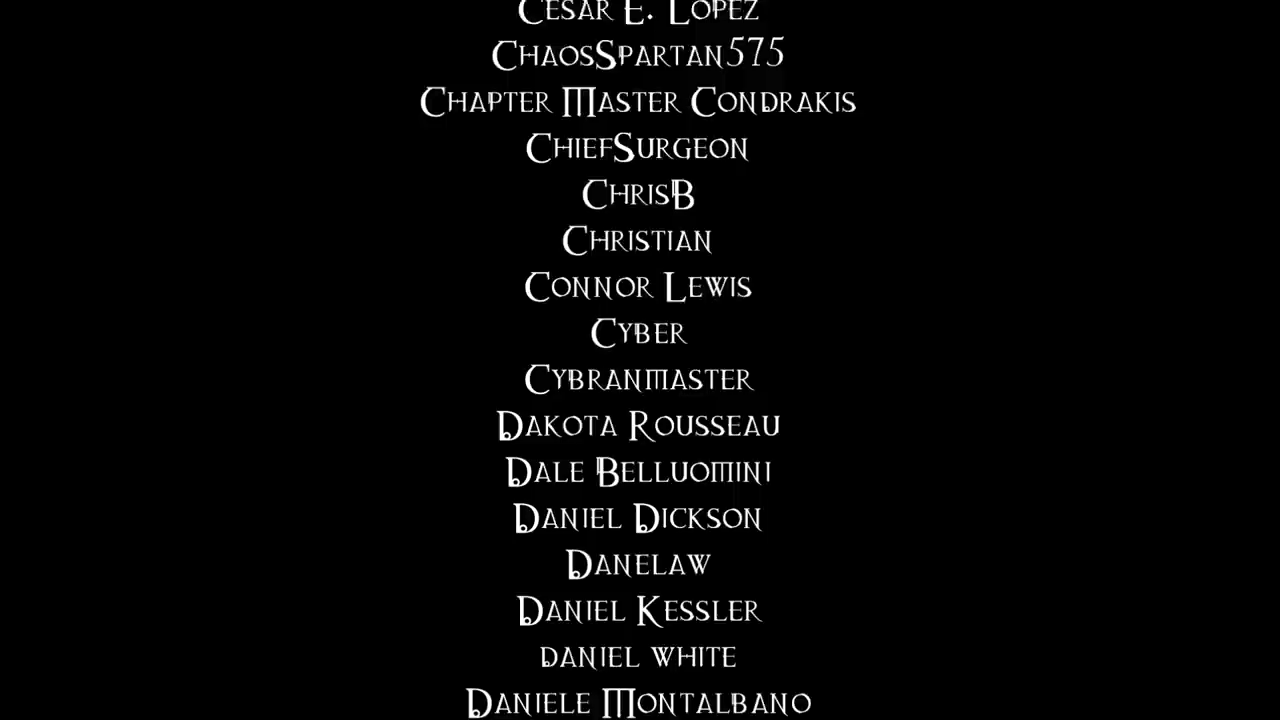 Cesar E. Lopez
ChaosSpartan575
Chapter Master Condrakis
ChiefSurgeon
ChrisB
Christian
Connor Lewis
Cyber
Cybranmaster
Dakota Rousseau
Dale Belluomini
Daniel Dickson
Danelaw
Daniel Kessler
daniel white
Daniele Montalbano